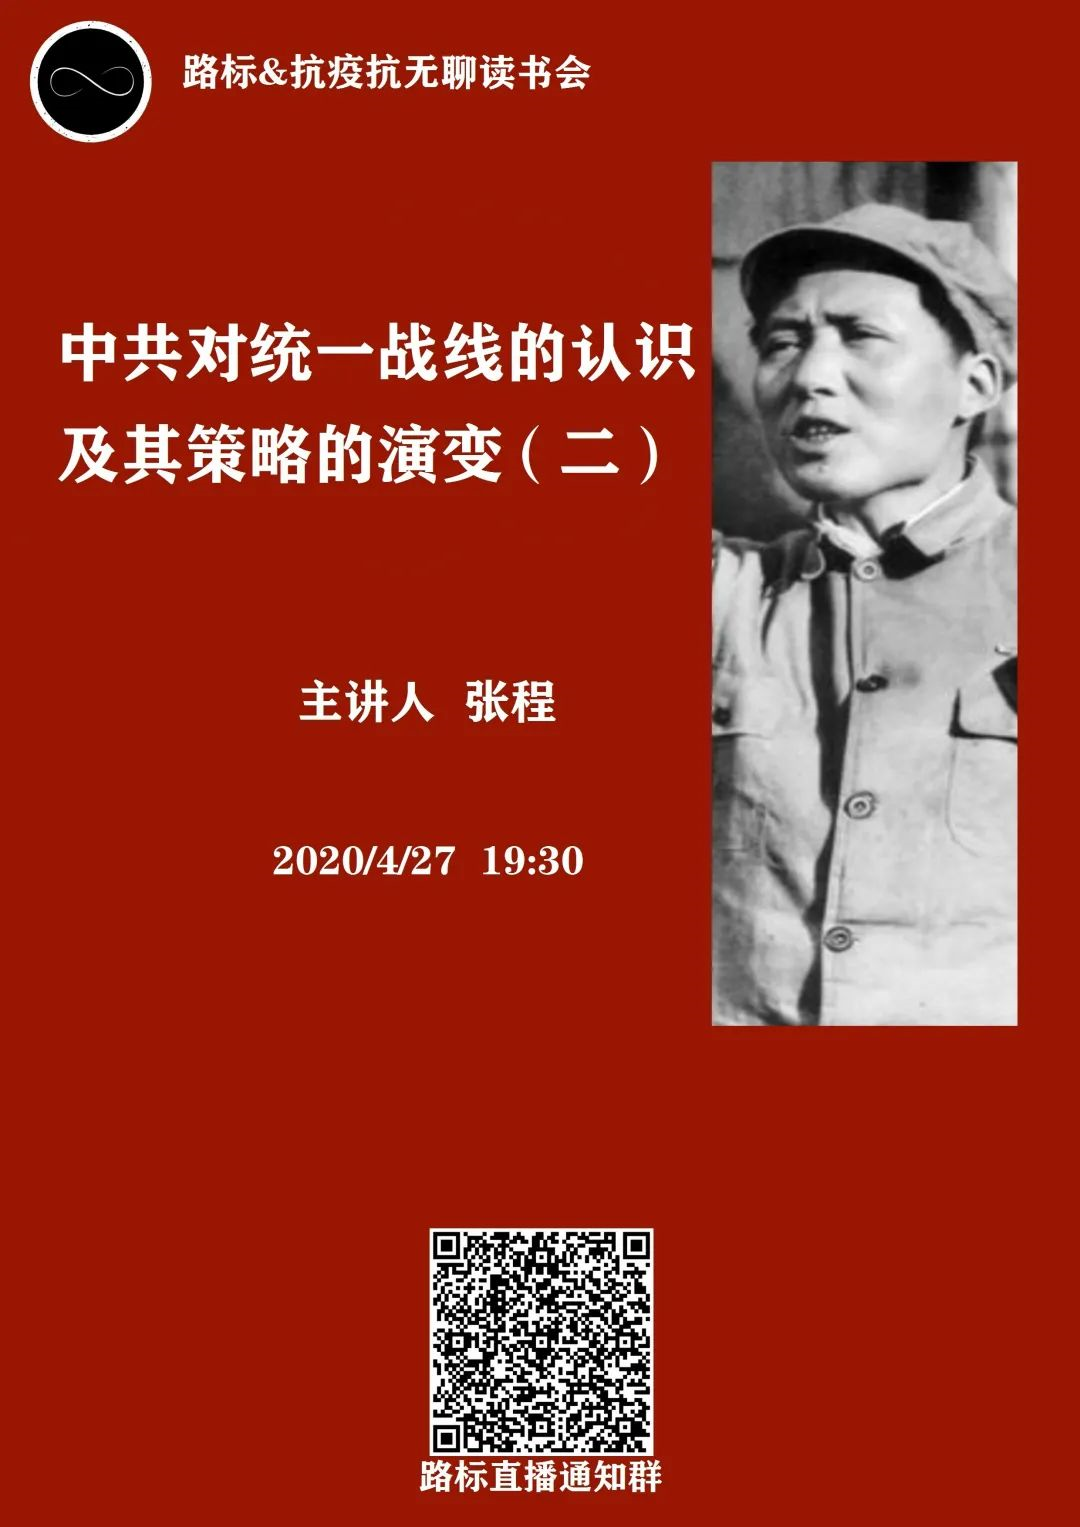 路标&抗疫抗无聊读书会
中共对统一战线的认识
及其策略的演变（二）
主讲人 张程
2020/4/27 19:30
路标直播通知群